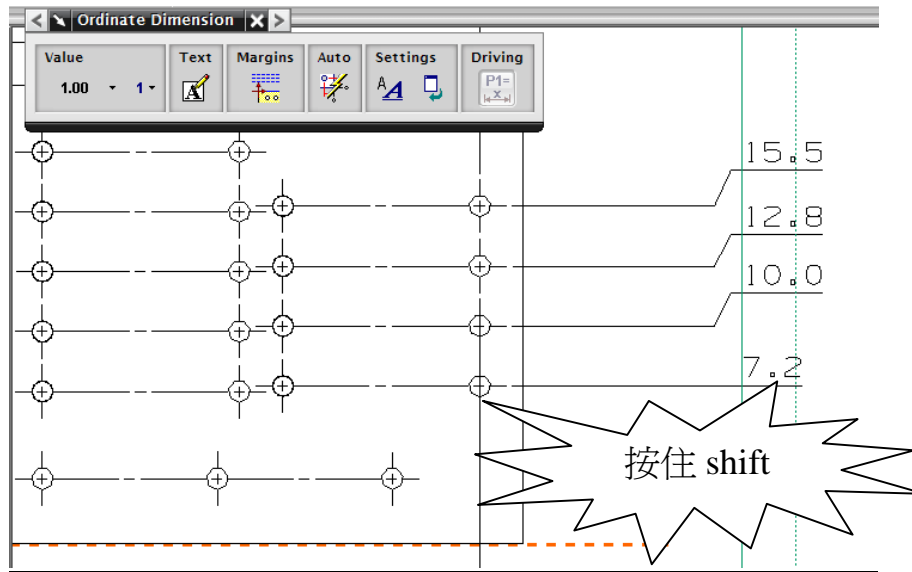 Ordinate Dimension
Value Text Margins Auto Settings Driving
1.00 1 A AA P1=
x
15.5
12.8
10.0
7.2
按住 shift